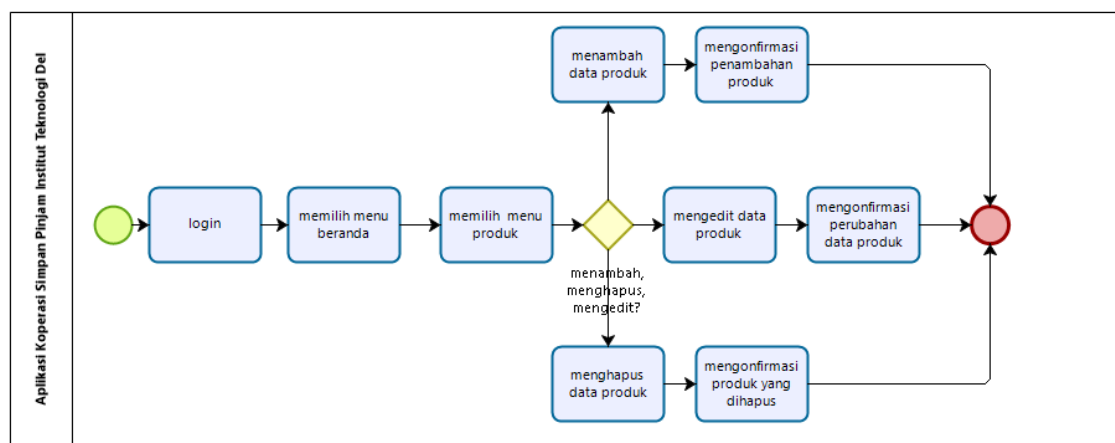 Aplikasi Koperasi Simpan Pinjam Institut Teknologi Del
menambah
data produk
mengonfirmasi
penambahan
produk
login
memilih menu
beranda
memilih menu
produk
menambah,
menghapus,
mengedit?
mengedit data
produk
mengonfirmasi
perubahan
data produk
menghapus
data produk
mengonfirmasi
produk yang
dihapus